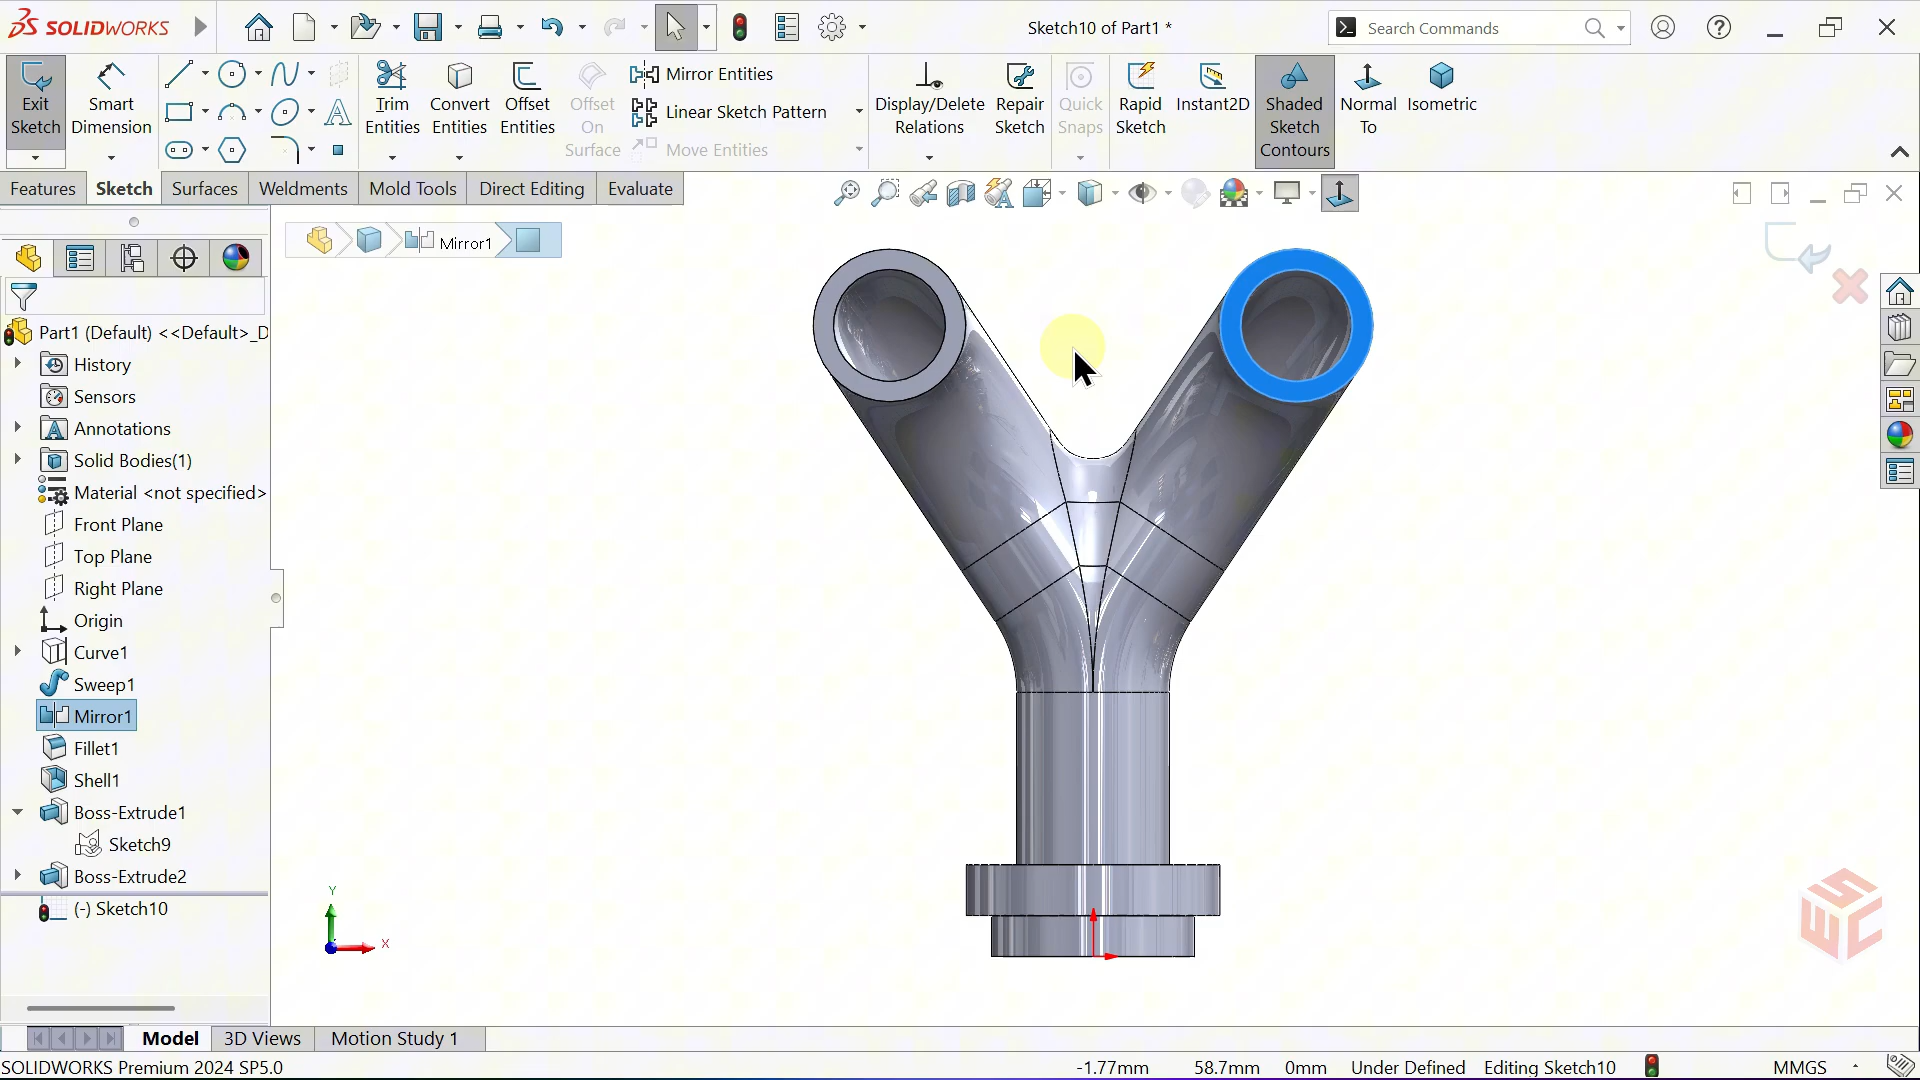 SOLIDWORKS
Sketch10 of Part1 *
Search Commands
Exit Sketch
Smart Dimension
Trim Entities
Convert Entities
Offset Entities
Offset On Surface
Mirror Entities
Linear Sketch Pattern
Move Entities
Display/Delete Relations
Repair Sketch
Quick Snaps
Rapid Sketch
Instant2D
Shaded Sketch Contours
Normal To
Isometric
Features
Sketch
Surfaces
Weldments
Mold Tools
Direct Editing
Evaluate
Mirror1
Part1 (Default) <<Default>_D
History
Sensors
Annotations
Solid Bodies(1)
Material <not specified>
Front Plane
Top Plane
Right Plane
Origin
Curve1
Sweep1
Mirror1
Fillet1
Shell1
Boss-Extrude1
Sketch9
Boss-Extrude2
(-) Sketch10
Y
X
SWC
Model
3D Views
Motion Study 1
SOLIDWORKS Premium 2024 SP5.0
-1.77mm
58.7mm
0mm
Under Defined
Editing Sketch10
MMGS